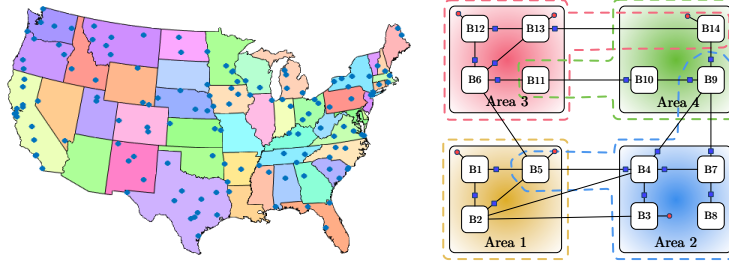 B12 B13 B14
B6 B11 B10 B9
Area 3 Area 4
B1 B5 B4 B7
B2 B3 B8
Area 1 Area 2